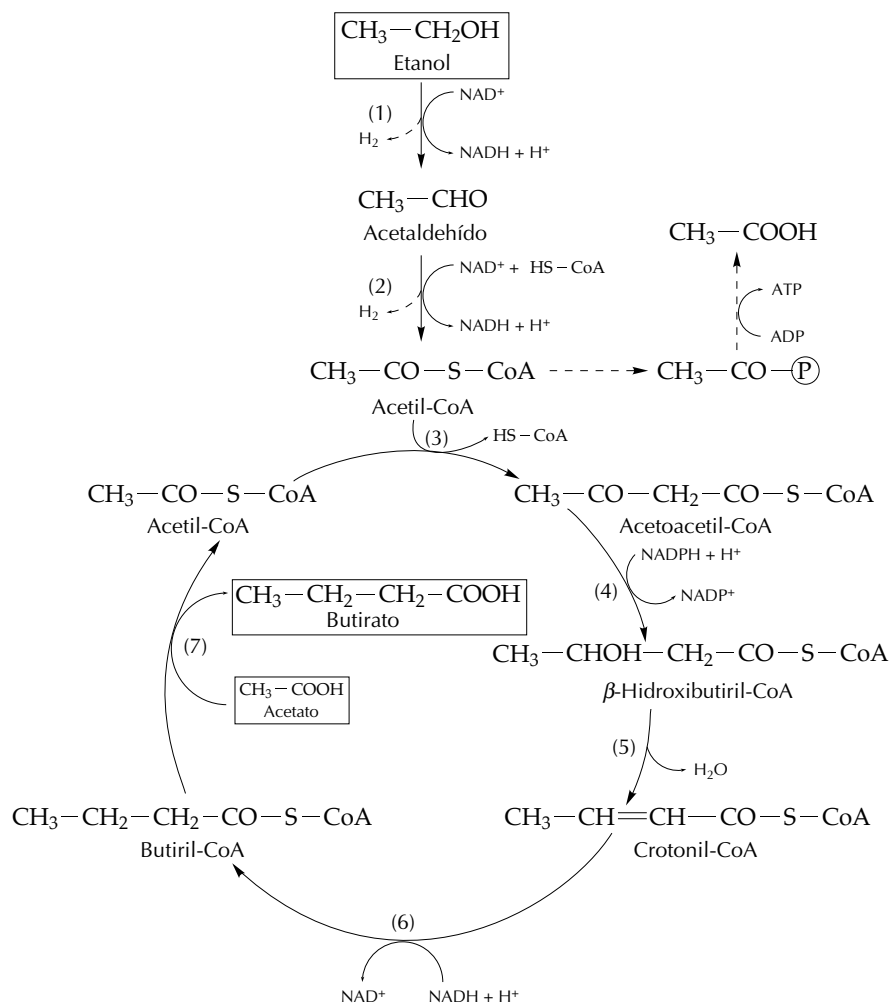 CH₃—CH₂OH
Etanol
(1)
NAD⁺
H₂
NADH + H⁺
CH₃—CHO
Acetaldehído
CH₃—COOH
(2)
NAD⁺ + HS—CoA
H₂
NADH + H⁺
ATP
ADP
CH₃—CO—S—CoA
CH₃—CO—P
Acetil-CoA
(3)
HS—CoA
CH₃—CO—S—CoA
Acetil-CoA
CH₃—CO—CH₂—CO—S—CoA
Acetoacetil-CoA
NADPH + H⁺
(4)
NADP⁺
CH₃—CH₂—CH₂—COOH
Butirato
(7)
CH₃—COOH
Acetato
CH₃—CHOH—CH₂—CO—S—CoA
β-Hidroxibutiril-CoA
(5)
H₂O
CH₃—CH₂—CH₂—CO—S—CoA
Butiril-CoA
CH₃—CH=CH—CO—S—CoA
Crotonil-CoA
(6)
NAD⁺
NADH + H⁺